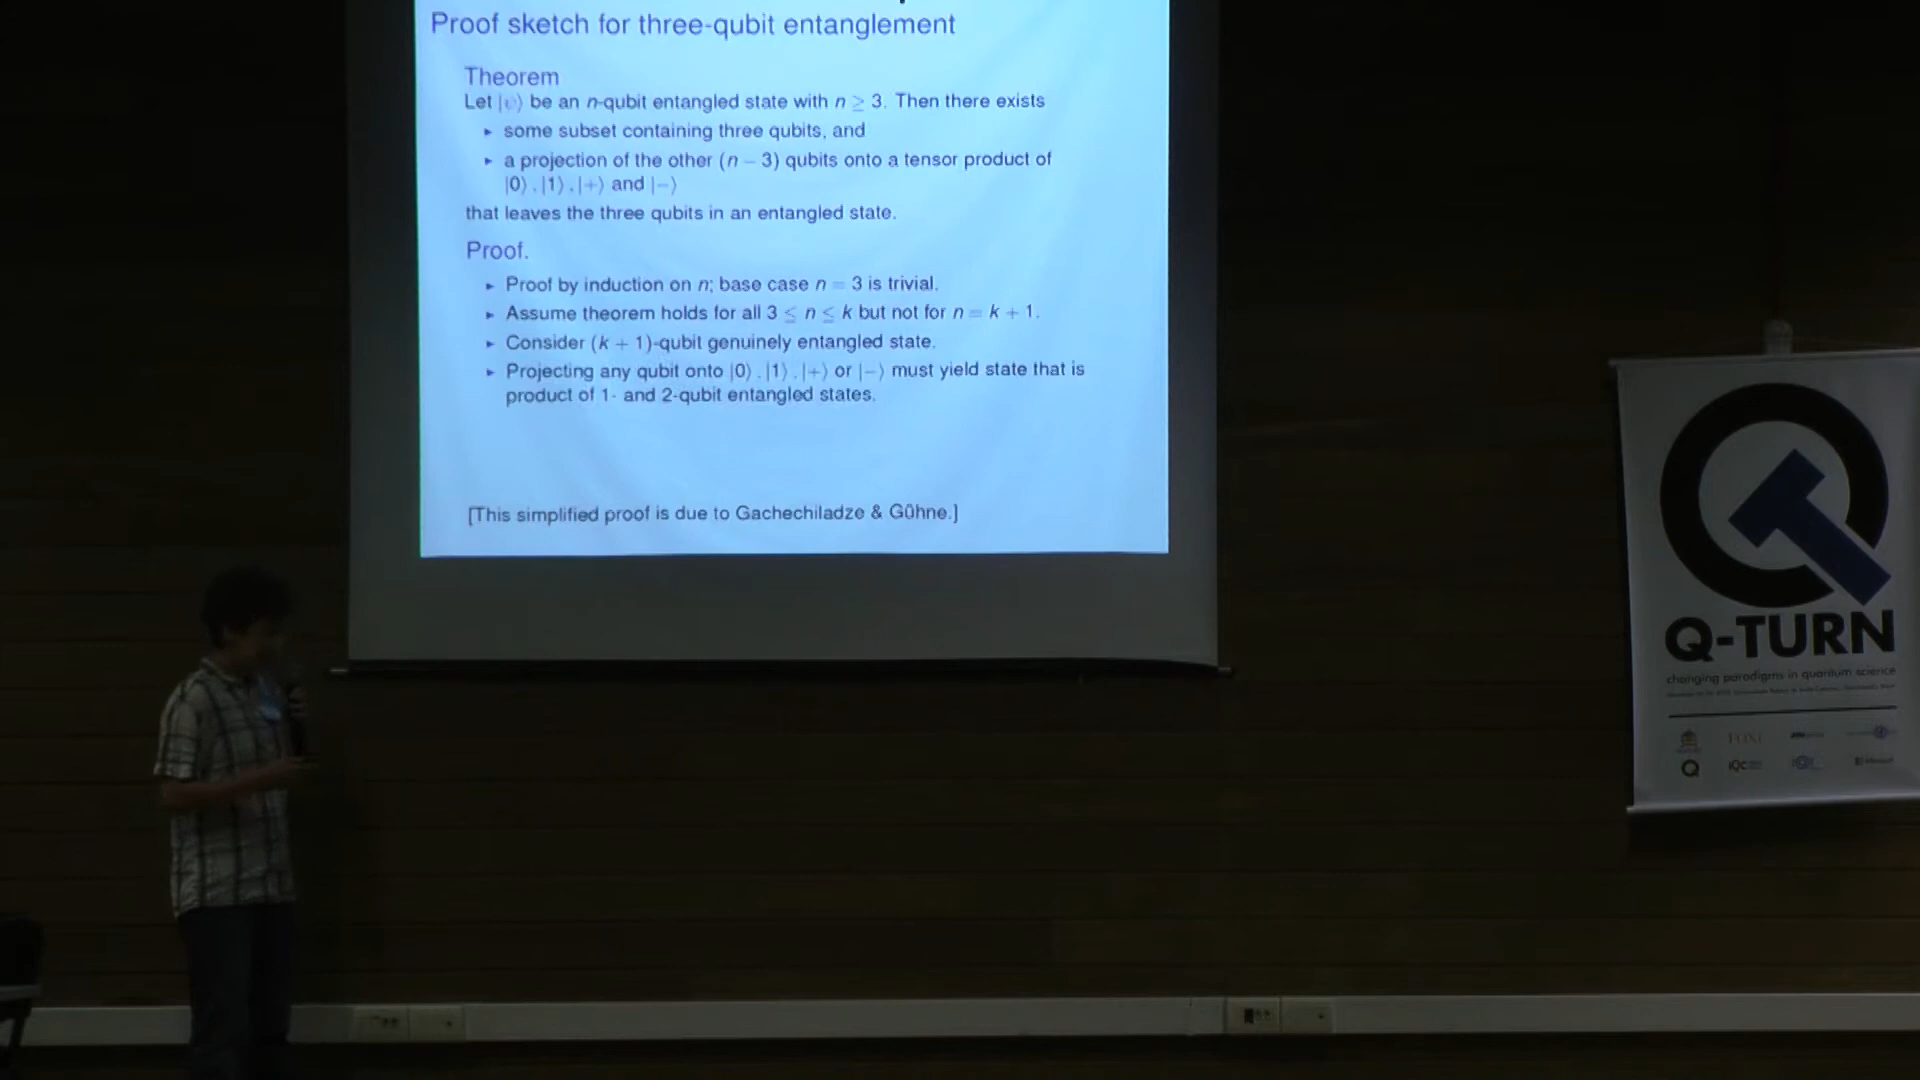 Proof sketch for three-qubit entanglement
Theorem
Let |ψ⟩ be an n-qubit entangled state with n ≥ 3. Then there exists
▸ some subset containing three qubits, and
▸ a projection of the other (n − 3) qubits onto a tensor product of
|0⟩ , |1⟩ , |+⟩ and |−⟩
that leaves the three qubits in an entangled state.
Proof.
▸ Proof by induction on n; base case n = 3 is trivial.
▸ Assume theorem holds for all 3 ≤ n ≤ k but not for n = k + 1.
▸ Consider (k + 1)-qubit genuinely entangled state.
▸ Projecting any qubit onto |0⟩ , |1⟩ , |+⟩ or |−⟩ must yield state that is
product of 1- and 2-qubit entangled states.
[This simplified proof is due to Gachechiladze & Gühne.]
Q-TURN
changing paradigms in quantum science
IQC